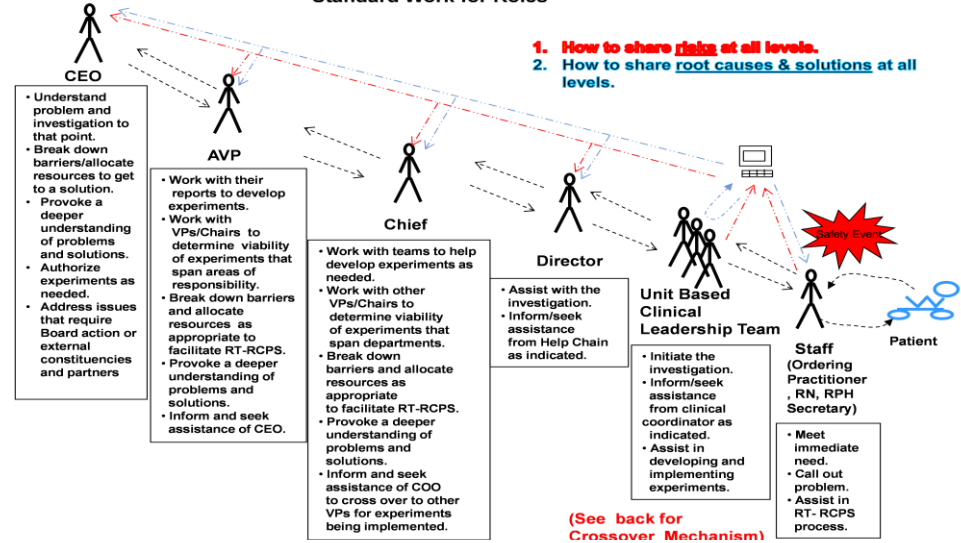 Standard Work for Roles
1. How to share risks at all levels.
2. How to share root causes & solutions at all
levels.
CEO
• Understand
problem and
investigation to
that point.
• Break down
barriers/allocate
resources to get
to a solution.
• Provoke a
deeper
understanding
of problems
and solutions.
• Authorize
experiments as
needed.
• Address issues
that require
Board action or
external
constituencies
and partners
AVP
• Work with their
reports to develop
experiments.
• Work with
VPs/Chairs to
determine viability
of experiments that
span areas of
responsibility.
• Break down barriers
and allocate
resources as
appropriate to
facilitate RT-RCPS.
• Provoke a deeper
understanding of
problems and
solutions.
• Inform and seek
assistance of CEO.
Chief
• Work with teams to help
develop experiments as
needed.
• Work with other
VPs/Chairs to
determine viability
of experiments that
span departments.
• Break down
barriers and allocate
resources as
appropriate
to facilitate RT-RCPS.
• Provoke a deeper
understanding of
problems and
solutions.
• Inform and seek
assistance of COO
to cross over to other
VPs for experiments
being implemented.
Director
• Assist with the
investigation.
• Inform/seek
assistance
from Help Chain
as indicated.
Unit Based
Clinical
Leadership Team
• Initiate the
investigation.
• Inform/seek
assistance
from clinical
coordinator as
indicated.
• Assist in
developing and
implementing
experiments.
(See back for
Crossover Mechanism)
Safety Event
Staff
(Ordering
Practitioner
, RN, RPH
Secretary)
• Meet
immediate
need.
• Call out
problem.
• Assist in
RT- RCPS
process.
Patient